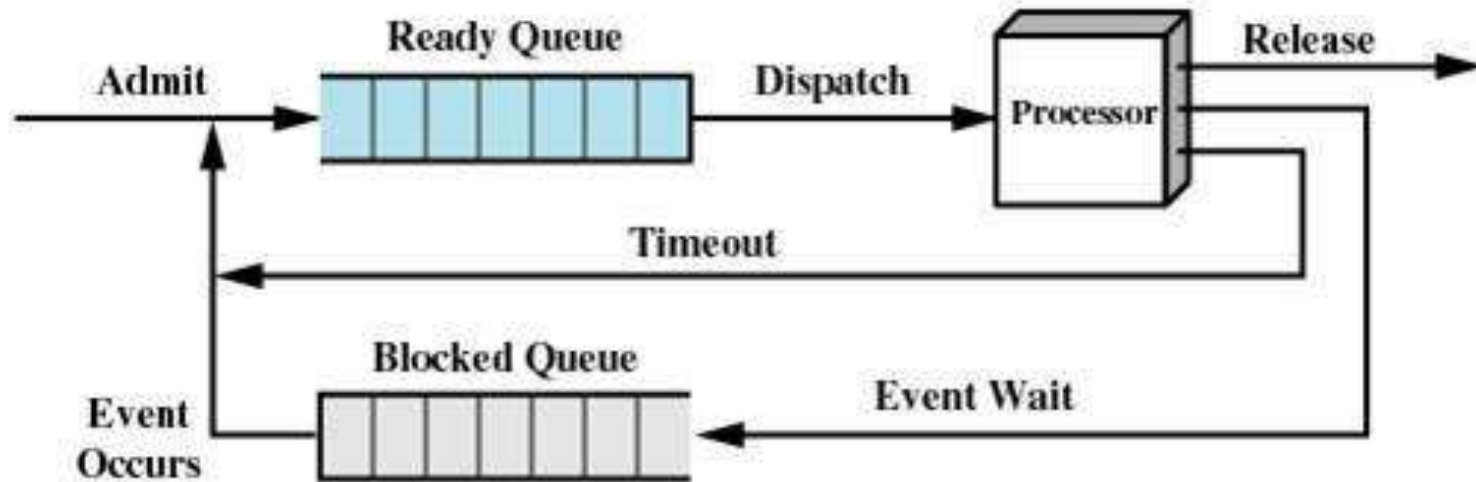 Ready Queue
Release
Admit
Dispatch
Processor
Timeout
Blocked Queue
Event Wait
Event
Occurs